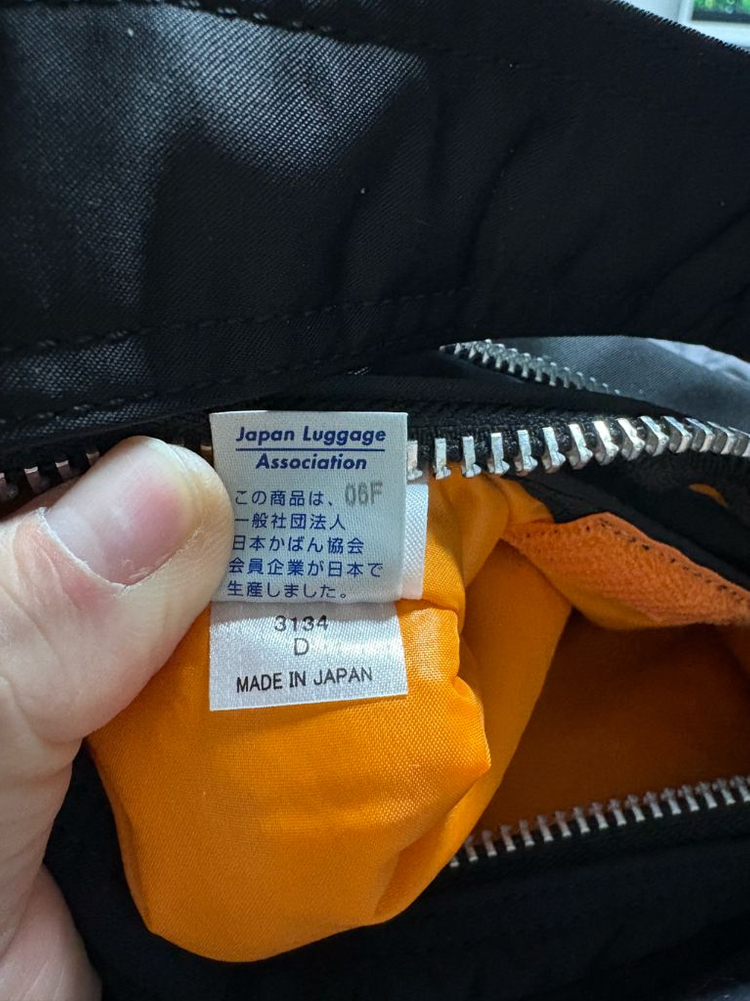 Japan Luggage
Association
この商品は、 06F
一般社団法人
日本かばん協会
会員企業が日本で
生産しました。
3134
D
MADE IN JAPAN